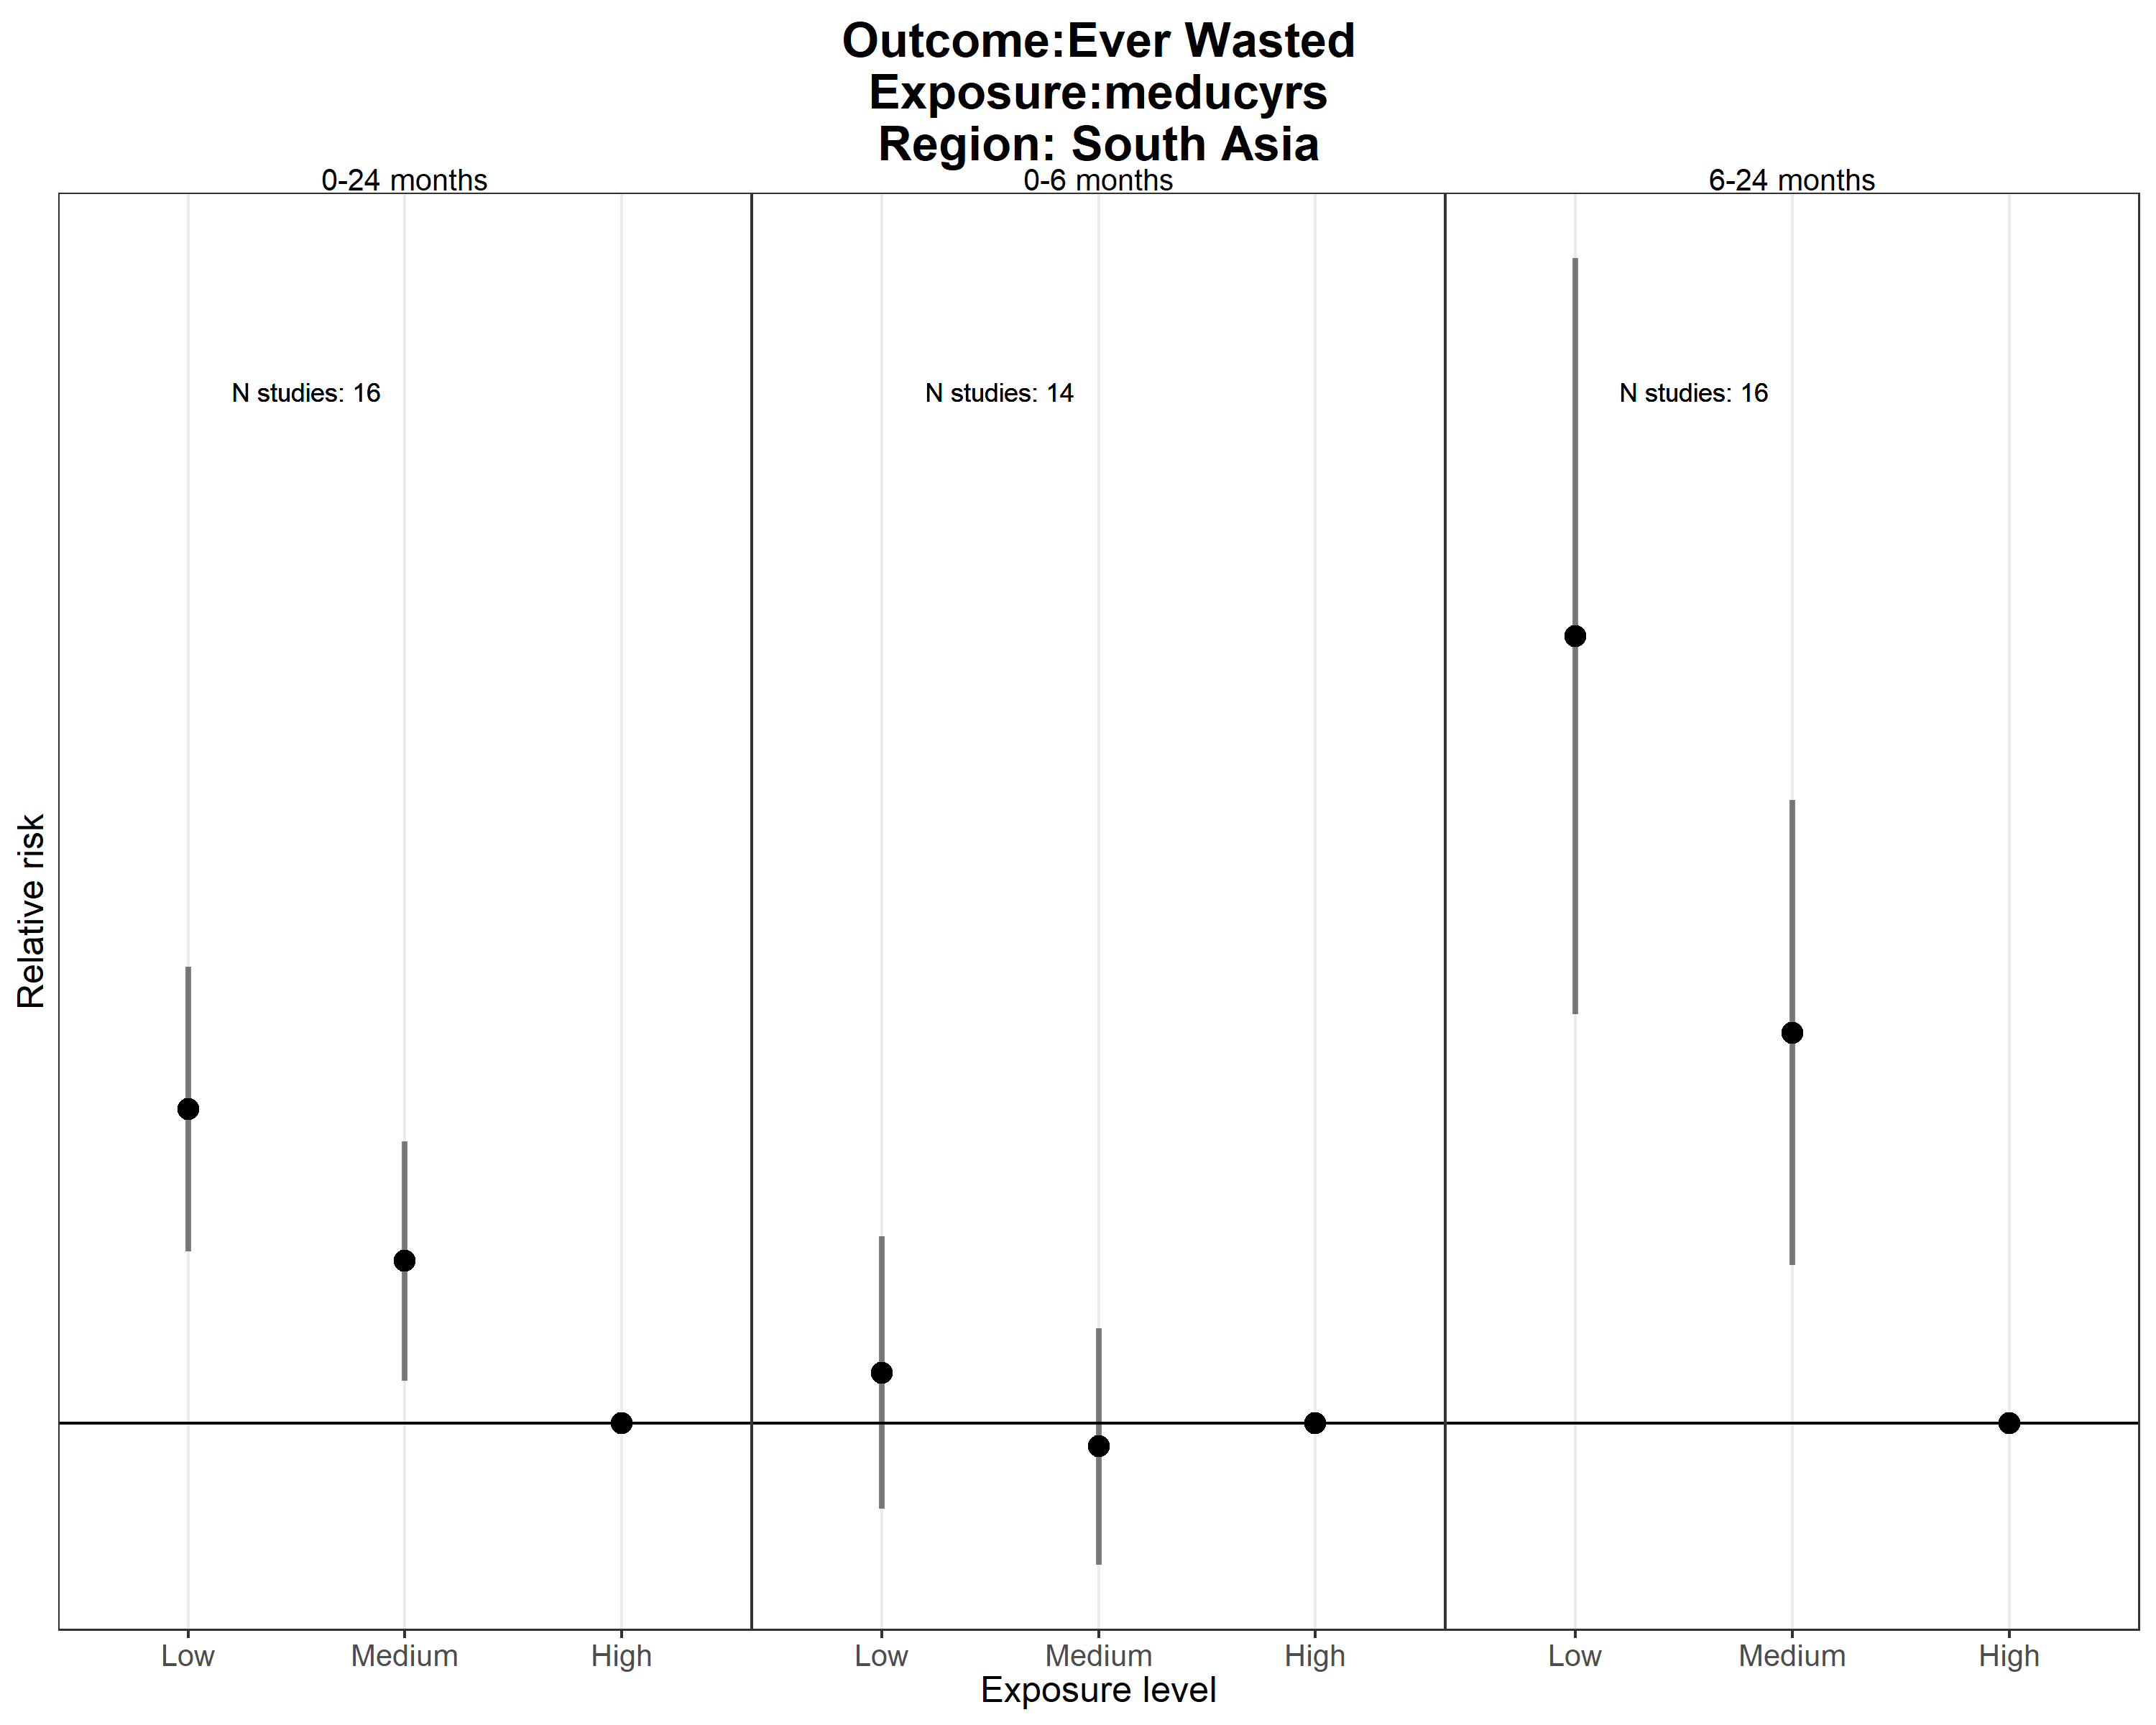 Outcome:Ever Wasted
Exposure:meducyrs
Region: South Asia
0-24 months
0-6 months
6-24 months
N studies: 16
N studies: 14
N studies: 16
Relative risk
Low
Medium
High
Low
Medium
High
Low
Medium
High
Exposure level